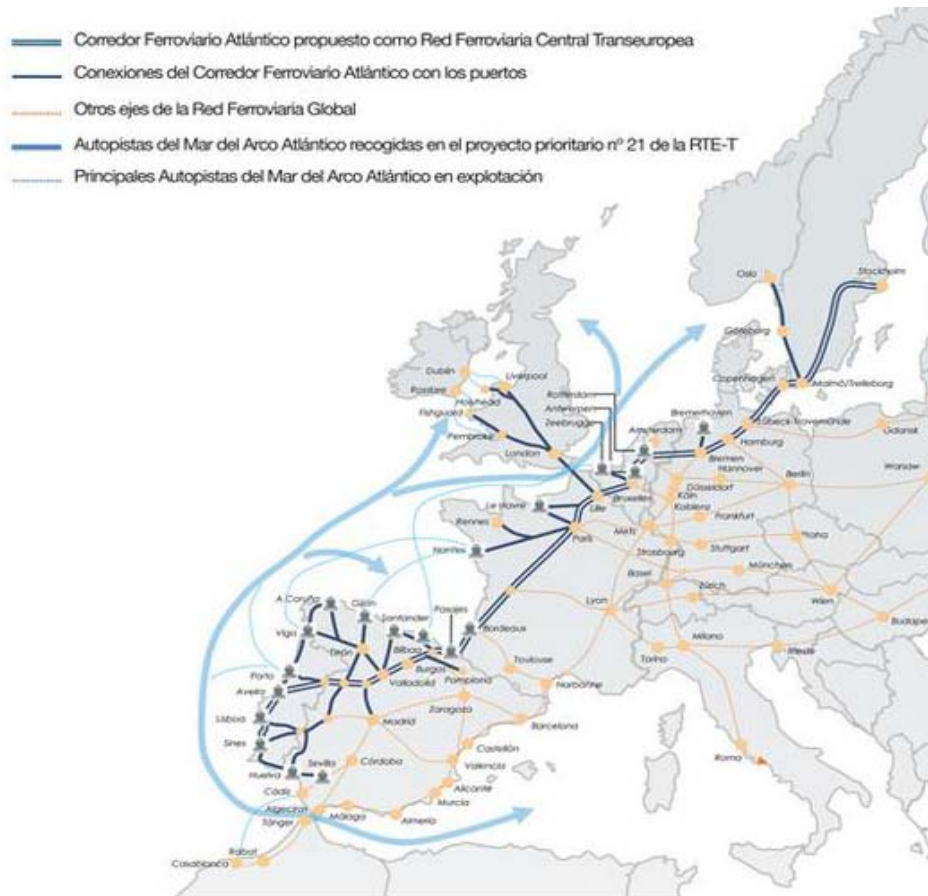 Corredor Ferroviario Atlántico propuesto como Red Ferroviaria Central Transeuropea
Conexiones del Corredor Ferroviario Atlántico con los puertos
Otros ejes de la Red Ferroviaria Global
Autopistas del Mar del Arco Atlántico recogidas en el proyecto prioritario nº 21 de la RTE-T
Principales Autopistas del Mar del Arco Atlántico en explotación
Oslo
Stockholm
Göteborg
Copenhagen
Malmö/Trelleborg
Dublin
Liverpool
Rosslare
Holyhead
Rotterdam
Fishguard
Antwerpen
Bremerhaven
Zeebrugge
Amsterdam
Lübeck-Travemünde
Gdansk
Pembroke
Hamburg
London
Bremen
Hannover
Berlin
Warsaw
Bruxelles
Düsseldorf
Köln
Le Havre
Lille
Koblenz
Frankfurt
Rennes
Paris
Metz
Praha
Nantes
Strasbourg
Stuttgart
Basel
München
Zürich
Lyon
Wien
A Coruña
Gijón
Santander
Pasajes
Bordeaux
Budape
Vigo
León
Bilbao
Milano
Burgos
Torino
Porto
Valladolid
Pamplona
Toulouse
Aveiro
Narbonne
Zaragoza
Lisboa
Madrid
Barcelona
Sines
Castellón
Roma
Sevilla
Córdoba
Valencia
Huelva
Alicante
Cádiz
Murcia
Algeciras
Málaga
Almería
Tánger
Rabat
Casablanca